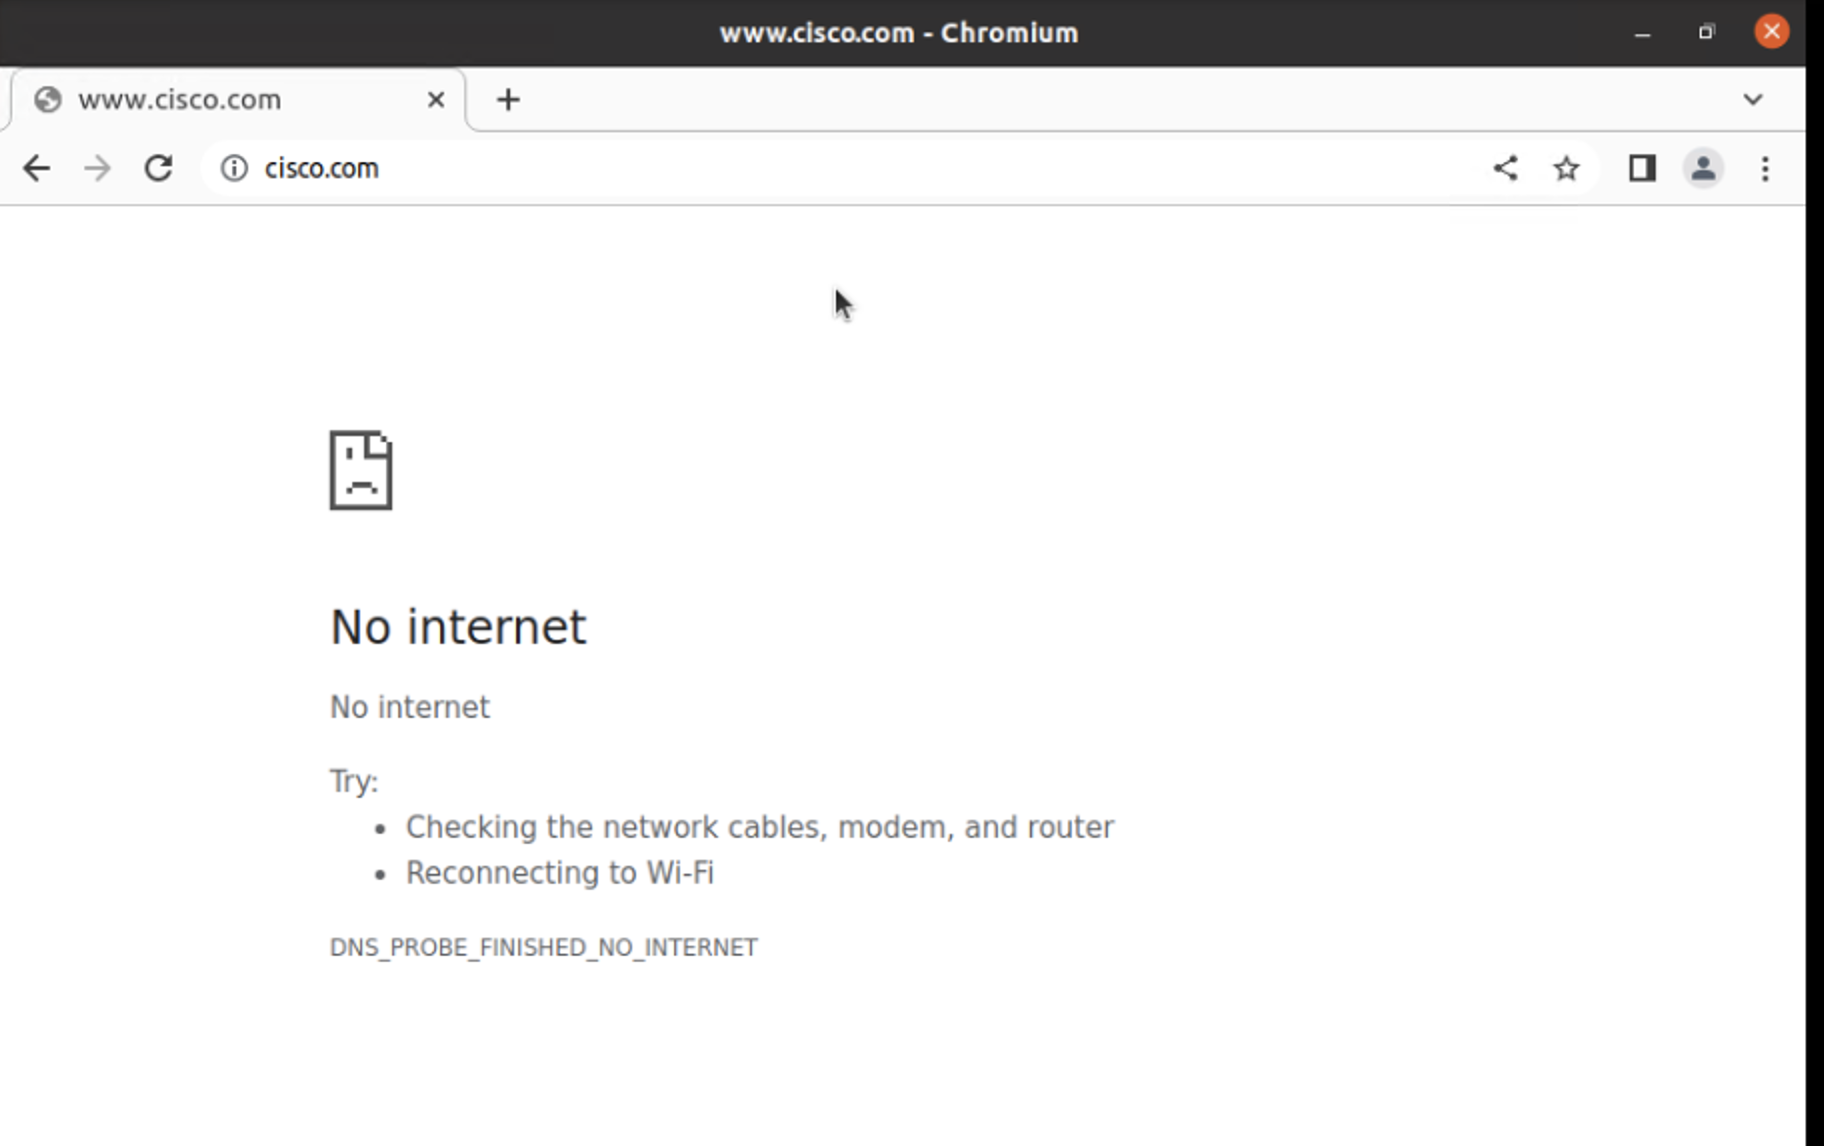 www.cisco.com - Chromium
www.cisco.com
cisco.com
No internet
No internet
Try:
• Checking the network cables, modem, and router
• Reconnecting to Wi-Fi
DNS_PROBE_FINISHED_NO_INTERNET